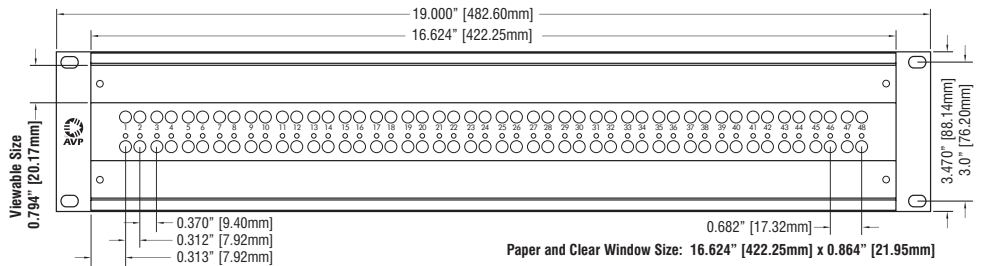 19.000” [482.60mm]
16.624” [422.25mm]
Viewable Size
0.794” [20.17mm]
AVP
1 2 3 4 5 6 7 8 9 10 11 12 13 14 15 16 17 18 19 20 21 22 23 24 25 26 27 28 29 30 31 32 33 34 35 36 37 38 39 40 41 42 43 44 45 46 47 48
3.470” [88.14mm]
3.0” [76.20mm]
0.370” [9.40mm]
0.312” [7.92mm]
0.313” [7.92mm]
0.682” [17.32mm]
Paper and Clear Window Size: 16.624” [422.25mm] x 0.864” [21.95mm]